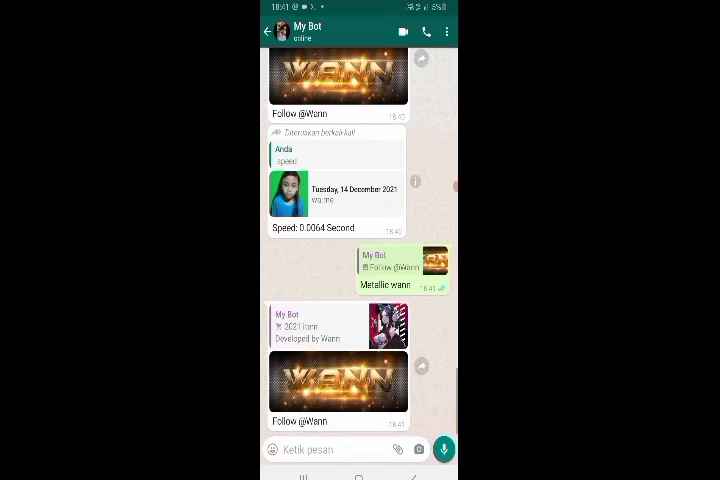 18:41
5%
My Bot
online
WANN
Follow @Wann
18.40
Diteruskan berkali-kali
Anda
speed
Tuesday, 14 December 2021
wa.me
Speed: 0.0064 Second
18.40
My Bot
Follow @Wann
Metallic wann
18.41
My Bot
2021 item
Developed by Wann
WANN
Follow @Wann
18.41
Ketik pesan